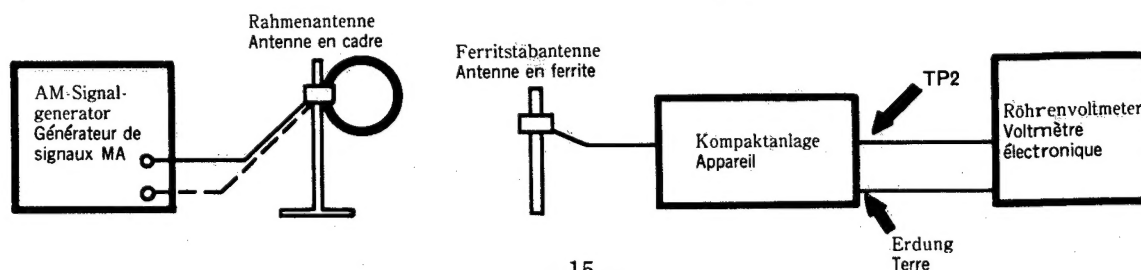 Rahmenantenne
Antenne en cadre
Ferritstabantenne
Antenne en ferrite
AM-Signal-
generator
Générateur de
signaux MA
TP2
Kompaktanlage
Appareil
Röhrenvoltmeter
Voltmètre
électronique
Erdung
Terre
15